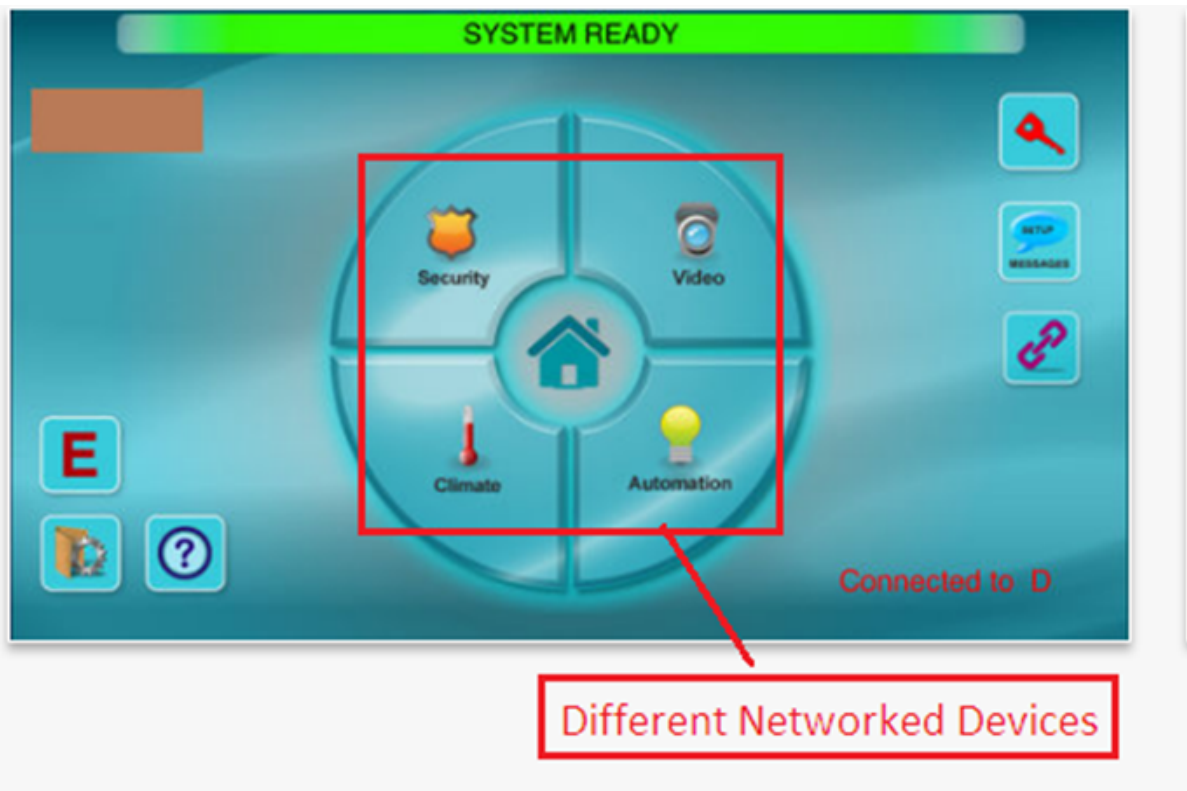 SYSTEM READY
Security
Video
SETUP
MESSAGES
Climate
Automation
E
?
Connected to D
Different Networked Devices